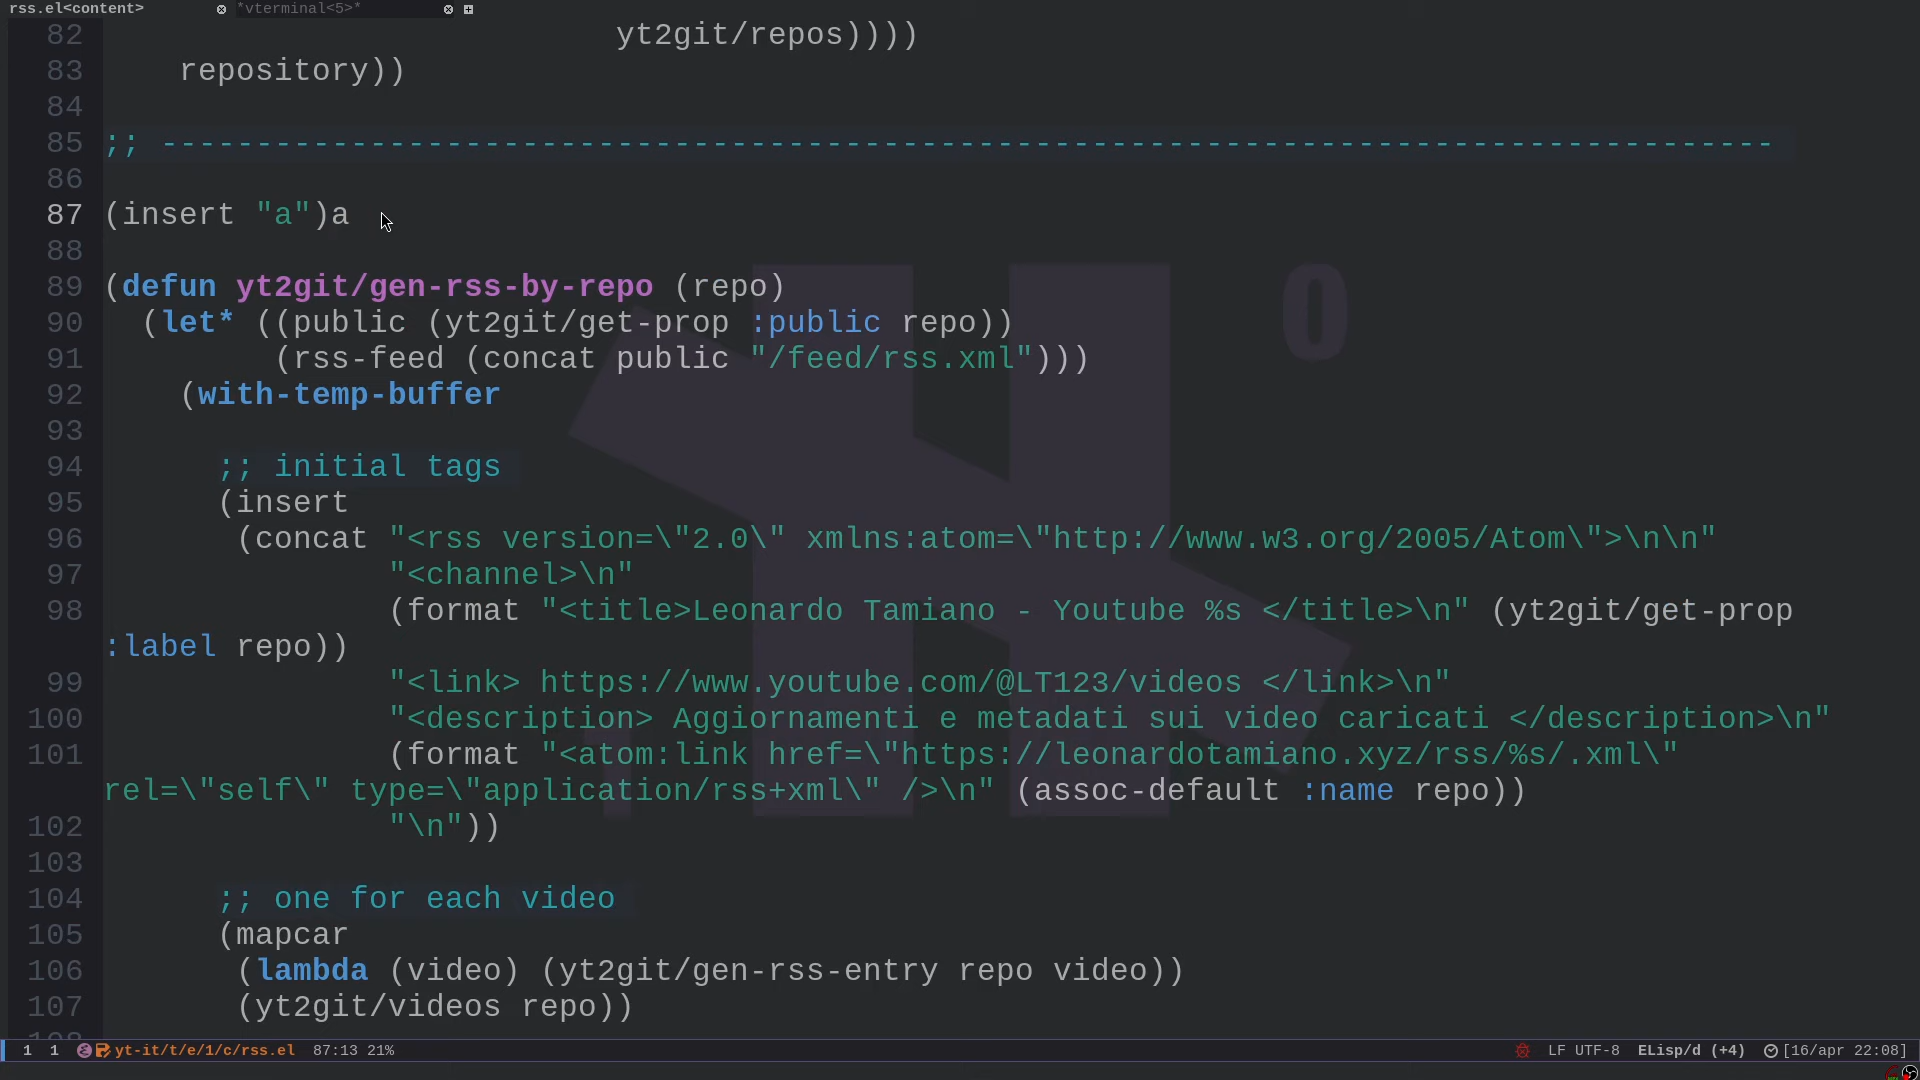 rss.el<content> *vterminal<5>*
82 yt2git/repos))))
83 repository))
84
85 ;; -------------------------------------------------------------------------------------
86
87 (insert "a")a
88
89 (defun yt2git/gen-rss-by-repo (repo)
90 (let* ((public (yt2git/get-prop :public repo))
91 (rss-feed (concat public "/feed/rss.xml")))
92 (with-temp-buffer
93
94 ;; initial tags
95 (insert
96 (concat "<rss version=\"2.0\" xmlns:atom=\"http://www.w3.org/2005/Atom\">\n\n"
97 "<channel>\n"
98 (format "<title>Leonardo Tamiano - Youtube %s </title>\n" (yt2git/get-prop
:label repo))
99 "<link> https://www.youtube.com/@LT123/videos </link>\n"
100 "<description> Aggiornamenti e metadati sui video caricati </description>\n"
101 (format "<atom:link href=\"https://leonardotamiano.xyz/rss/%s/.xml\"
rel=\"self\" type=\"application/rss+xml\" />\n" (assoc-default :name repo))
102 "\n"))
103
104 ;; one for each video
105 (mapcar
106 (lambda (video) (yt2git/gen-rss-entry repo video))
107 (yt2git/videos repo))
108
1 1 yt-it/t/e/1/c/rss.el 87:13 21% LF UTF-8 ELisp/d (+4) [16/apr 22:08]